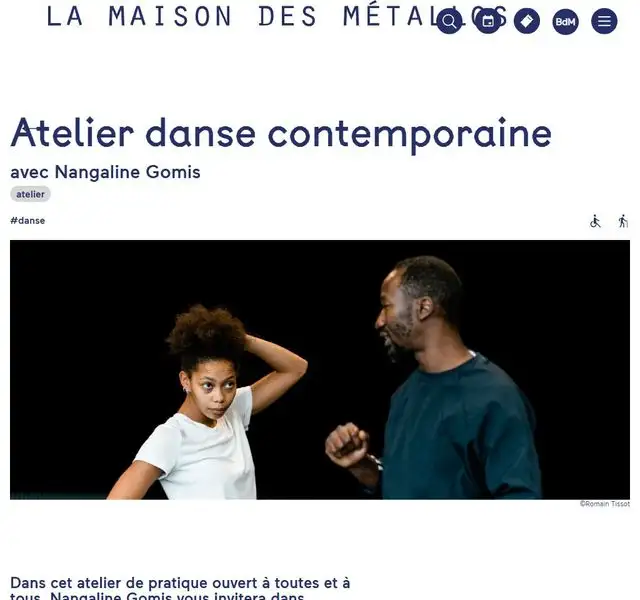 LA MAISON DES MÉTALLOS
BdM
Atelier danse contemporaine
avec Nangaline Gomis
atelier
#danse
©Romain Tissot
Dans cet atelier de pratique ouvert à toutes et à
tous, Nangaline Gomis vous invitera dans